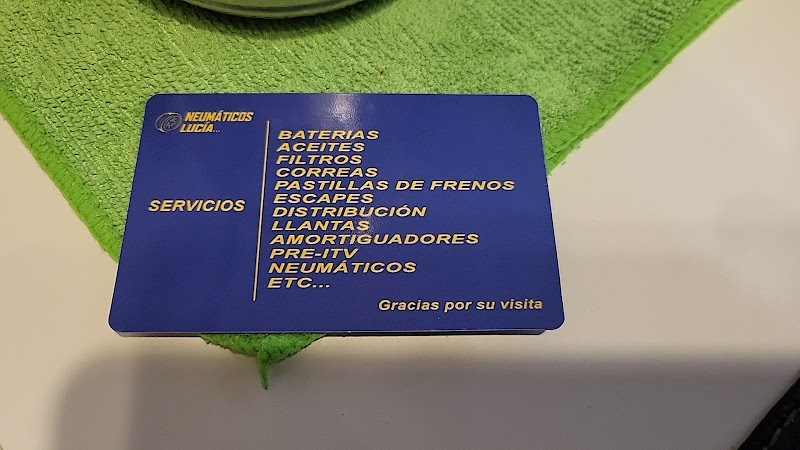 NEUMÁTICOS
LUCÍA...
SERVICIOS
BATERIAS
ACEITES
FILTROS
CORREAS
PASTILLAS DE FRENOS
ESCAPES
DISTRIBUCIÓN
LLANTAS
AMORTIGUADORES
PRE-ITV
NEUMÁTICOS
ETC...
Gracias por su visita